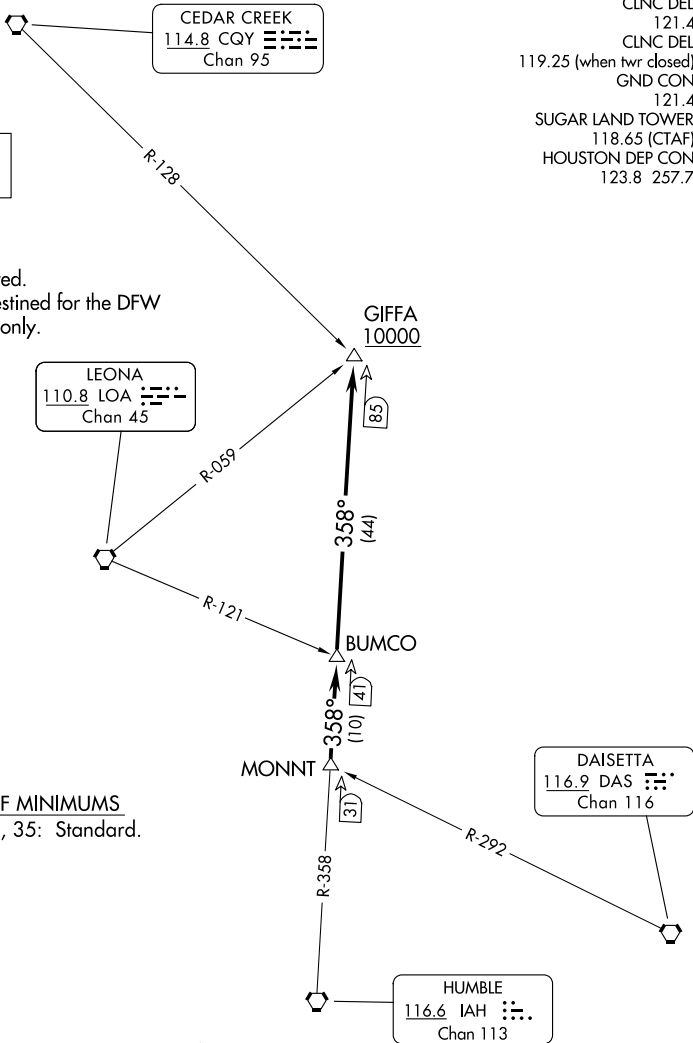 CEDAR CREEK
114.8 CQY
Chan 95
CLNC DEL
121.4
CLNC DEL
119.25 (when twr closed)
GND CON
121.4
SUGAR LAND TOWER
118.65 (CTAF)
HOUSTON DEP CON
123.8 257.7
R-128
GIFFA
10000
only.
LEONA
110.8 LOA
Chan 45
85
R-059
358°
(44)
R-121
BUMCO
41
358°
(10)
MONNT
31
DAISETTA
116.9 DAS
Chan 116
MINIMUMS
, 35: Standard.
R-292
R-358
HUMBLE
116.6 IAH
Chan 113
for the DFW